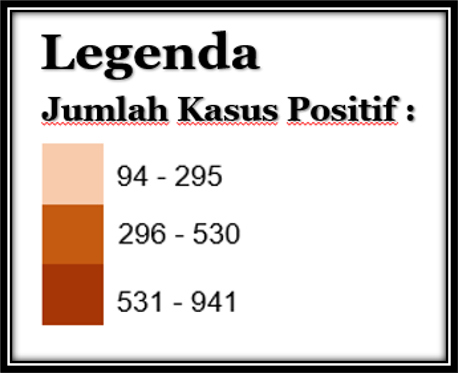 Legenda
Jumlah Kasus Positif :
94 - 295
296 - 530
531 - 941